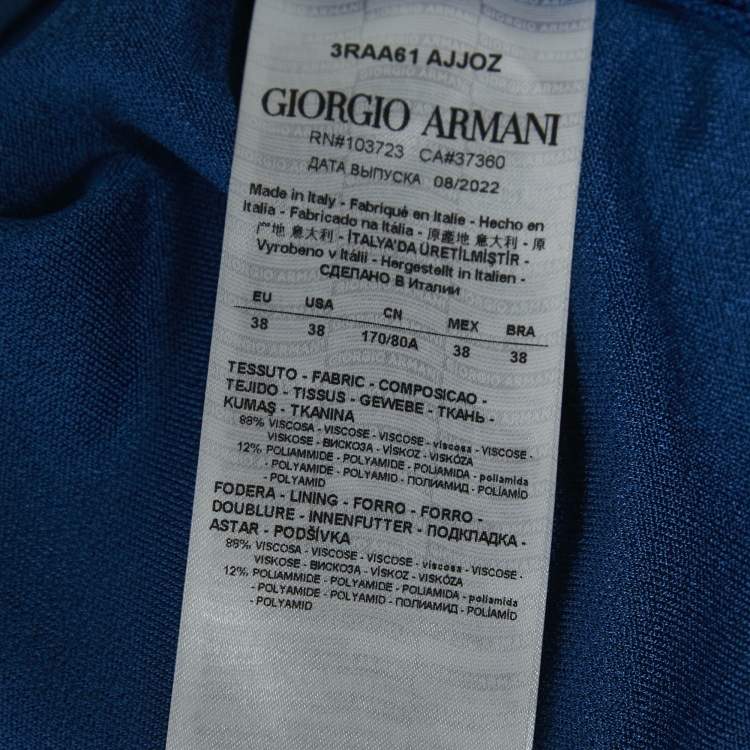 3RAA61 AJJOZ
GIORGIO ARMANI
RN#103723 CA#37360
ДАТА ВЫПУСКА 08/2022
Made in Italy - Fabriqué en Italie - Hecho en
Italia - Fabricado na Itália - 原產地 意大利 - 原
产地 意大利 - İTALYA'DA ÜRETİLMİŞTİR -
Vyrobeno v Itálii - Hergestellt in Italien -
СДЕЛАНО В Италии
EU USA CN MEX BRA
38 38 170/80A 38 38
TESSUTO - FABRIC - COMPOSICAO -
TEJIDO - TISSUS - GEWEBE - ТКАНЬ -
KUMAŞ - TKANINA
88% VISCOSA - VISCOSE - VISCOSE - viscosa - VISCOSE -
VISKOSE - ВИСКОЗА - VİSKOZ - VISKÓZA
12% POLIAMMIDE - POLYAMIDE - POLIAMIDA - poliamida
- POLYAMIDE - POLYAMID - ПОЛИАМИД - POLİAMİD
- POLYAMID
FODERA - LINING - FORRO - FORRO -
DOUBLURE - INNENFUTTER - ПОДКЛАДКА -
ASTAR - PODŠÍVKA
88% VISCOSA - VISCOSE - VISCOSE - viscosa - VISCOSE -
VISKOSE - ВИСКОЗА - VİSKOZ - VISKÓZA
12% POLIAMMIDE - POLYAMIDE - POLIAMIDA - poliamida
- POLYAMIDE - POLYAMID - ПОЛИАМИД - POLİAMİD
- POLYAMID